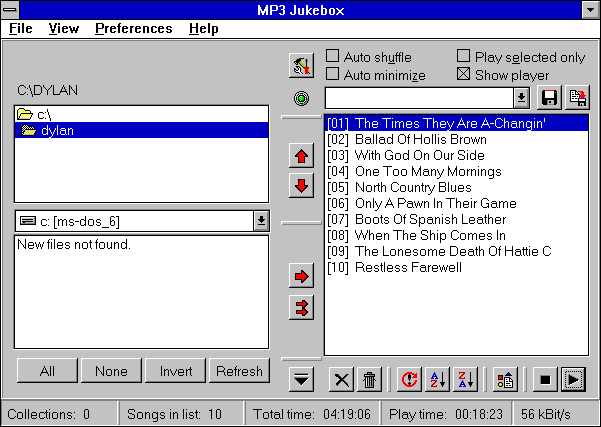 MP3 Jukebox
File View Preferences Help
Auto shuffle
Play selected only
Auto minimize
Show player
C:\DYLAN
c:\
dylan
c: [ms-dos_6]
New files not found.
All None Invert Refresh
[01] The Times They Are A-Changin'
[02] Ballad Of Hollis Brown
[03] With God On Our Side
[04] One Too Many Mornings
[05] North Country Blues
[06] Only A Pawn In Their Game
[07] Boots Of Spanish Leather
[08] When The Ship Comes In
[09] The Lonesome Death Of Hattie C
[10] Restless Farewell
Collections: 0 Songs in list: 10 Total time: 04:19:06 Play time: 00:18:23 56 kBit/s